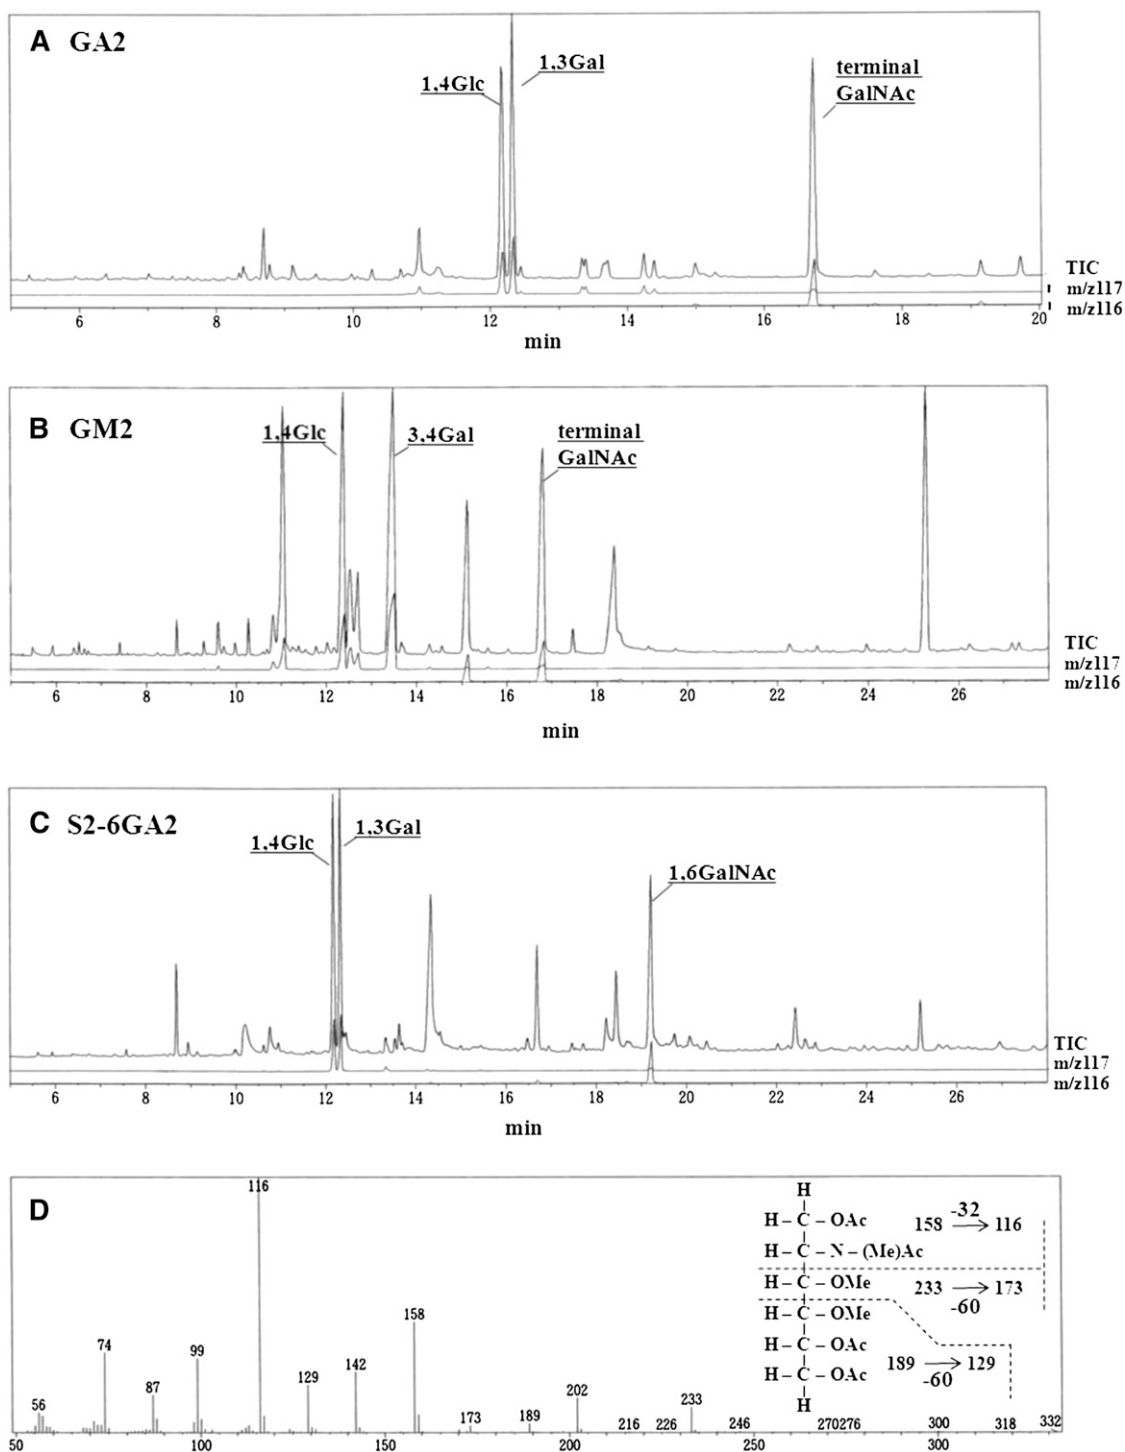 A GA2
1,4Glc
1,3Gal
terminal
GalNAc
TIC
m/z117
m/z116
6 8 10 12 14 16 18 20
min
B GM2
1,4Glc
3,4Gal
terminal
GalNAc
TIC
m/z117
m/z116
6 8 10 12 14 16 18 20 22 24 26
min
C S2-6GA2
1,4Glc
1,3Gal
1,6GalNAc
TIC
m/z117
m/z116
6 8 10 12 14 16 18 20 22 24 26
min
D
56 74 87 99 116 129 142 158 173 189 202 216 226 233 246 270 276 300 318 332
50 100 150 200 250 300
H
H – C – OAc
H – C – N – (Me)Ac
H – C – OMe
H – C – OMe
H – C – OAc
H – C – OAc
H
158 -32 → 116
233 → 173
-60
189 → 129
-60